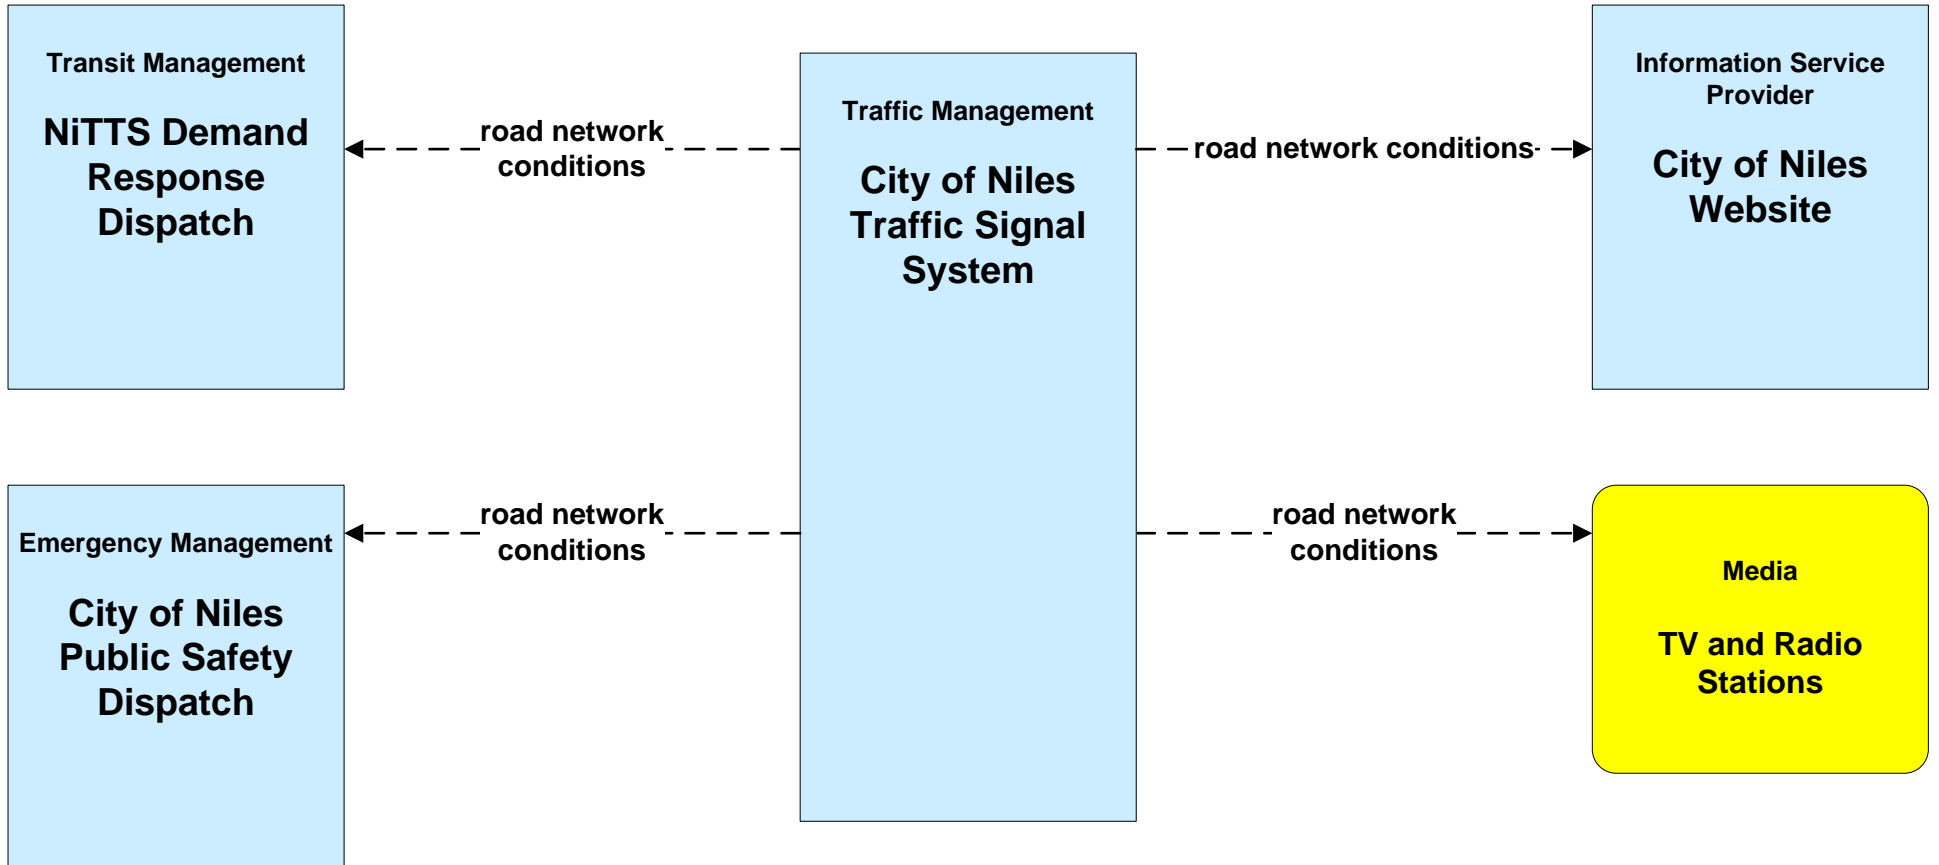 Transit Management
NiTTS Demand
Response
Dispatch
road network
conditions
Traffic Management
City of Niles
Traffic Signal
System
road network conditions
Information Service
Provider
City of Niles
Website
Emergency Management
City of Niles
Public Safety
Dispatch
road network
conditions
road network
conditions
Media
TV and Radio
Stations